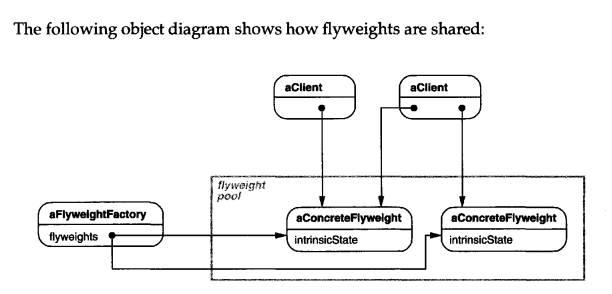 The following object diagram shows how flyweights are shared:
aClient
aClient
flyweight
pool
aFlyweightFactory
flyweights
aConcreteFlyweight
intrinsicState
aConcreteFlyweight
intrinsicState